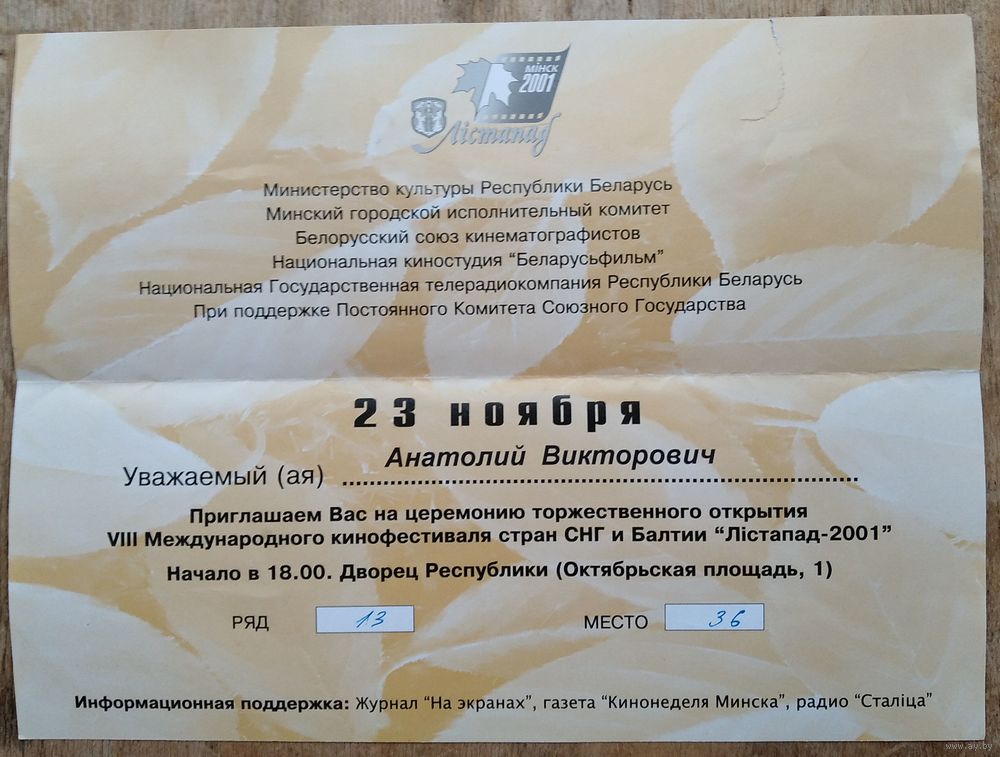 МІНСК
2001
Лістапад
Министерство культуры Республики Беларусь
Минский городской исполнительный комитет
Белорусский союз кинематографистов
Национальная киностудия “Беларусьфильм”
Национальная Государственная телерадиокомпания Республики Беларусь
При поддержке Постоянного Комитета Союзного Государства
23 ноября
Анатолий Викторович
Уважаемый (ая) ........................................................................
Приглашаем Вас на церемонию торжественного открытия
VIII Международного кинофестиваля стран СНГ и Балтии “Лістапад-2001”
Начало в 18.00. Дворец Республики (Октябрьская площадь, 1)
РЯД 13 МЕСТО 36
Информационная поддержка: Журнал “На экранах”, газета “Кинонеделя Минска”, радио “Сталіца”
www.ay.by